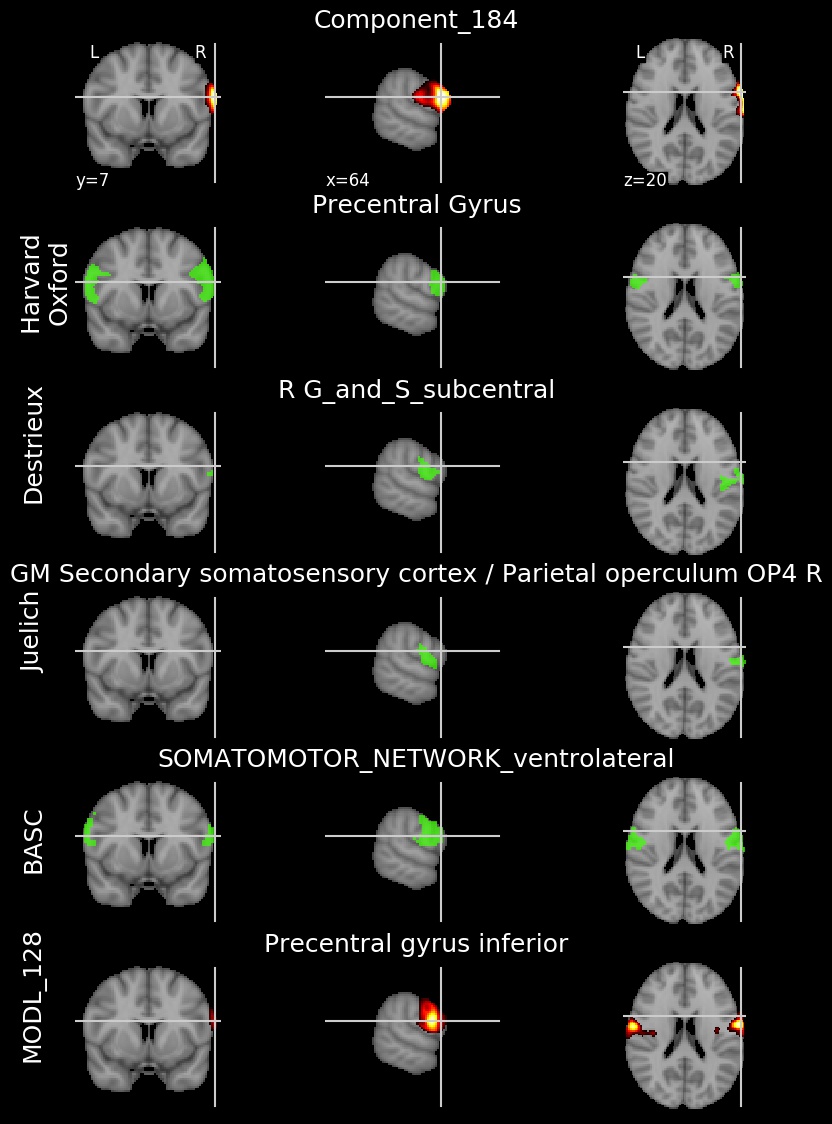 Component_184
L R
L R
y=7
x=64
z=20
Precentral Gyrus
Harvard
Oxford
R G_and_S_subcentral
Destrieux
GM Secondary somatosensory cortex / Parietal operculum OP4 R
Juelich
SOMATOMOTOR_NETWORK_ventrolateral
BASC
Precentral gyrus inferior
MODL_128